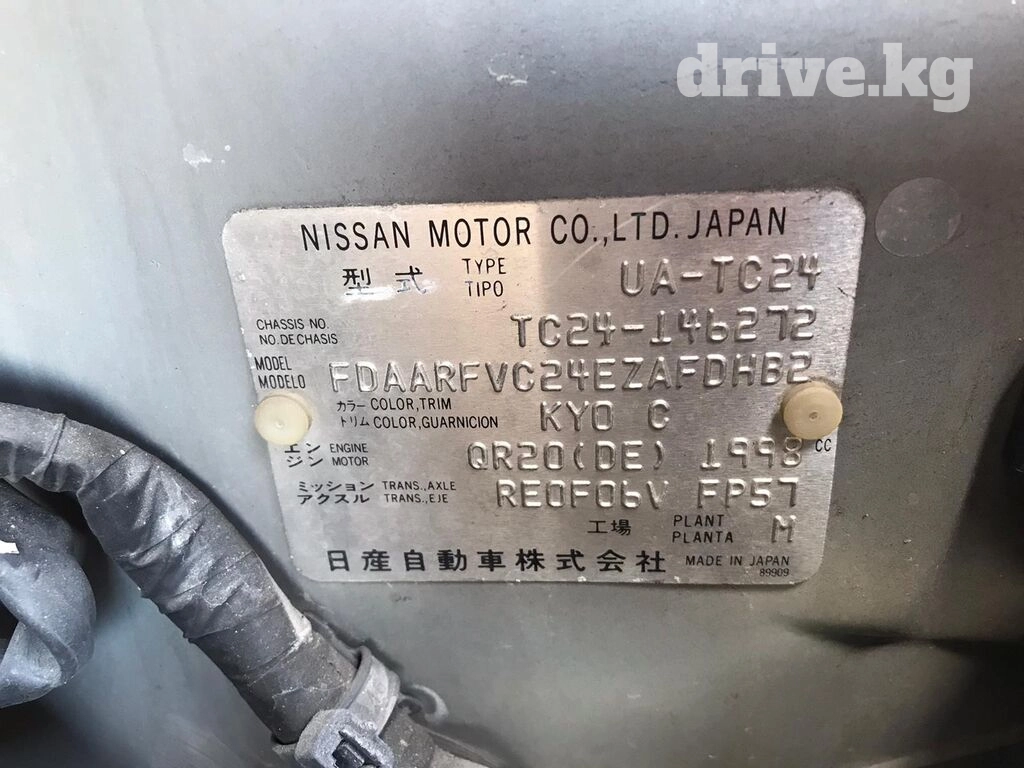 drive.kg
NISSAN MOTOR CO.,LTD. JAPAN
型式 TYPE TIPO UA-TC24
CHASSIS NO. NO. DE CHASIS TC24-146272
MODEL MODELO FDAARFVC24EZAFDHB2
カラー COLOR,TRIM
トリム COLOR,GUARNICION KY0 C
エンジン ENGINE MOTOR QR20(DE) 1998 CC
ミッション TRANS.,AXLE
アクスル TRANS.,EJE RE0F06V FP57
工場 PLANT PLANTA M
日産自動車株式会社 MADE IN JAPAN
89909